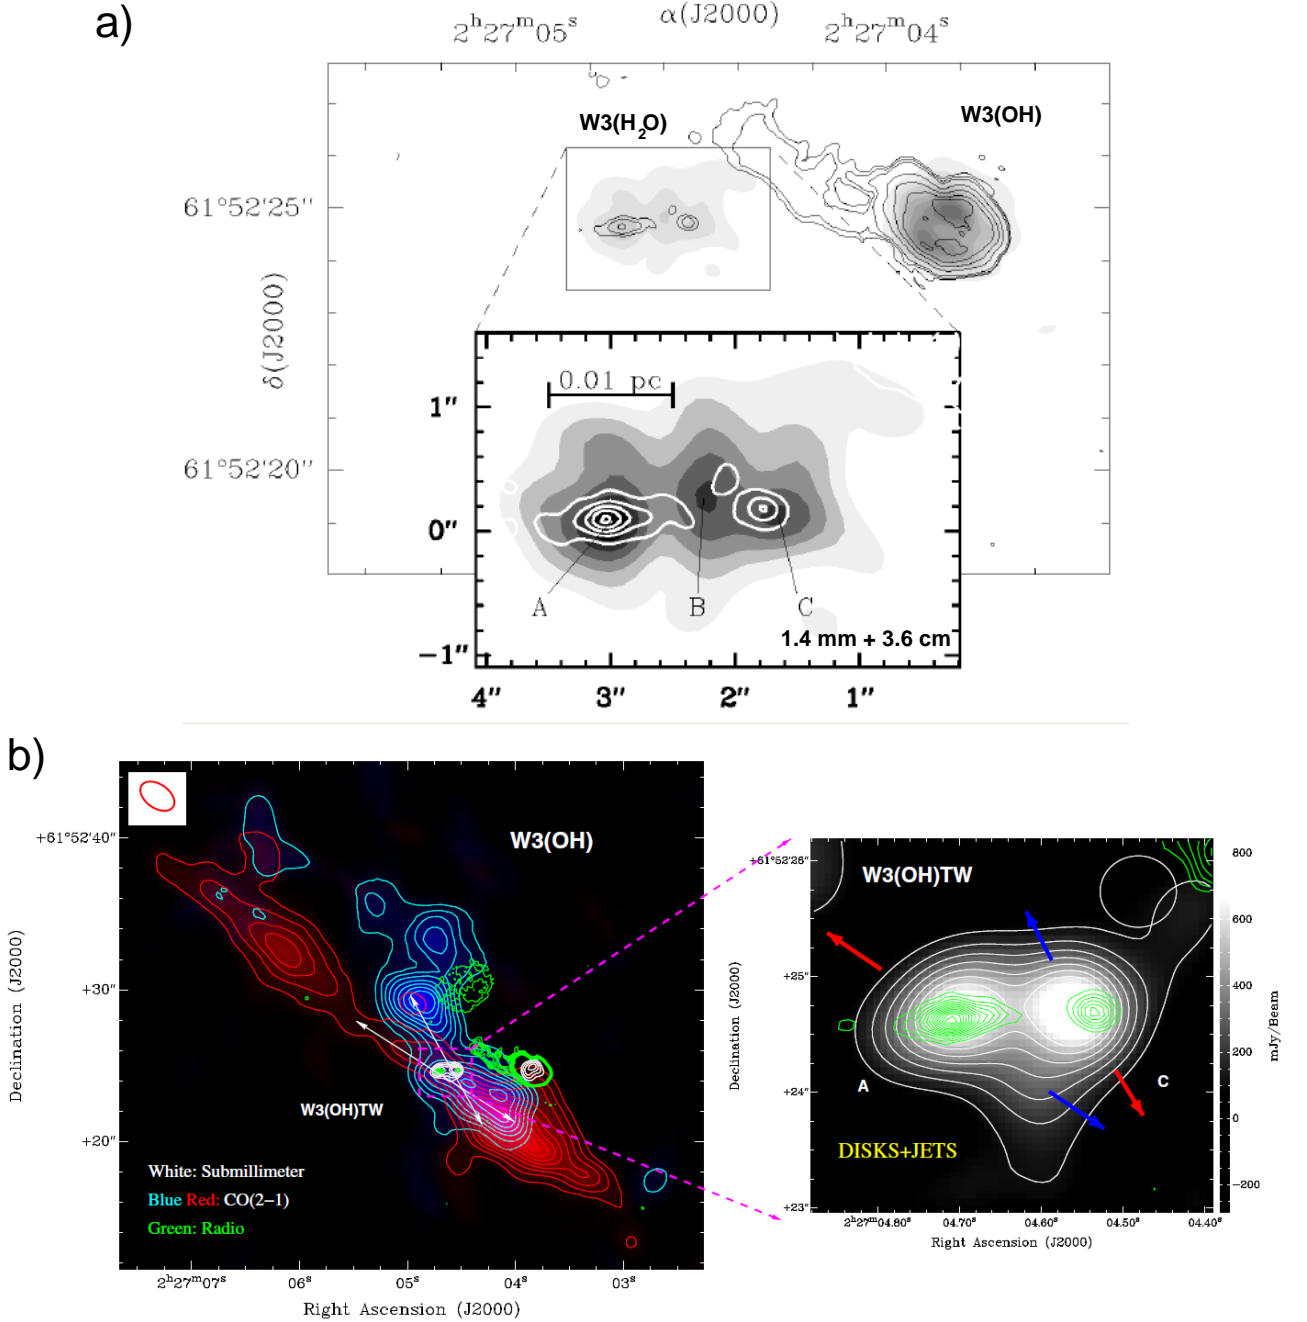 a)
α(J2000)
2ʰ27ᵐ05ˢ
2ʰ27ᵐ04ˢ
W3(H₂O)
W3(OH)
61°52'25"
δ(J2000)
61°52'20"
0.01 pc
1"
0"
−1"
A
B
C
1.4 mm + 3.6 cm
4"
3"
2"
1"
b)
W3(OH)
+61°52'40"
+30"
+20"
Declination (J2000)
W3(OH)TW
White: Submillimeter
Blue Red: CO(2−1)
Green: Radio
2ʰ27ᵐ07ˢ
06ˢ
05ˢ
04ˢ
03ˢ
Right Ascension (J2000)
+61°52'26"
+25"
+24"
+23"
Declination (J2000)
W3(OH)TW
A
C
DISKS+JETS
2ʰ27ᵐ04.80ˢ
04.70ˢ
04.60ˢ
04.50ˢ
04.40ˢ
Right Ascension (J2000)
800
600
400
200
0
−200
mJy/Beam